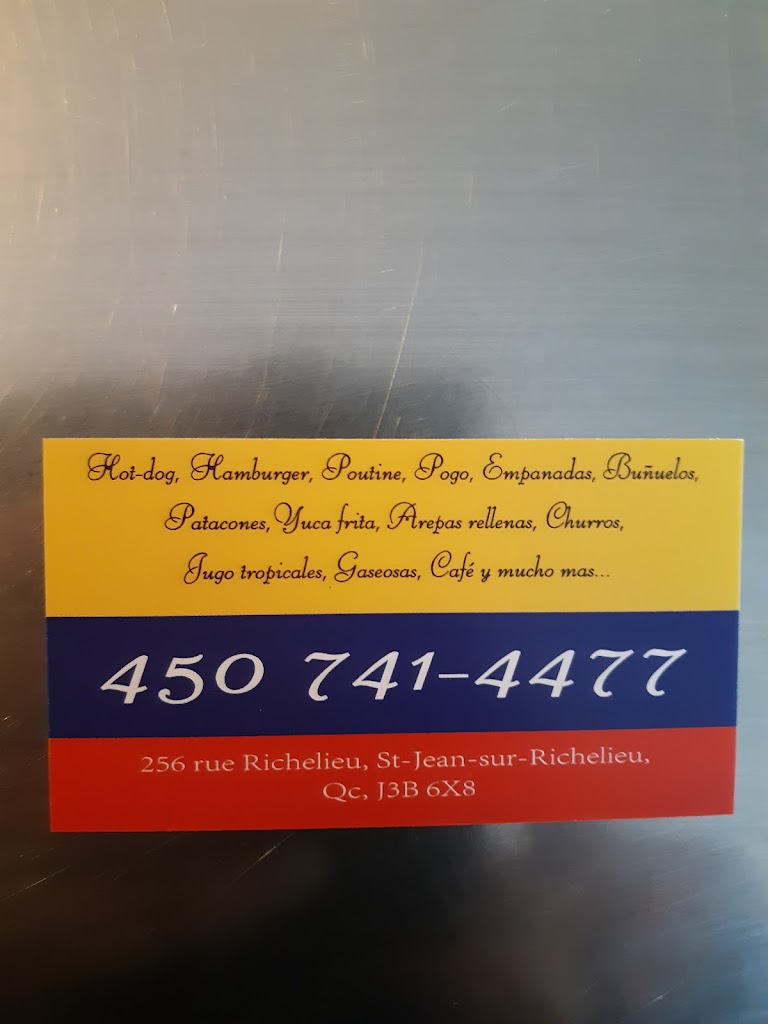 Hot-dog, Hamburger, Poutine, Pogo, Empanadas, Buñuelos,
Patacones, Yuca frita, Arepas rellenas, Churros,
Jugo tropicales, Gaseosas, Café y mucho mas...
450 741-4477
256 rue Richelieu, St-Jean-sur-Richelieu,
Qc, J3B 6X8